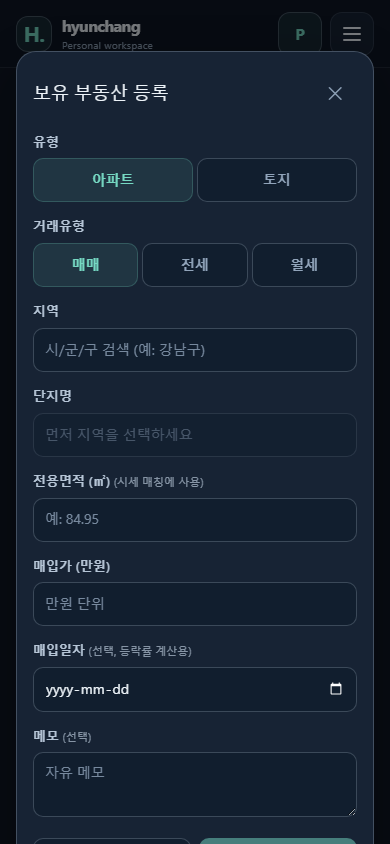 H.
hyunchang
Personal workspace
P
보유 부동산 등록
유형
아파트
토지
거래유형
매매
전세
월세
지역
시/군/구 검색 (예: 강남구)
단지명
먼저 지역을 선택하세요
전용면적 (㎡) (시세 매칭에 사용)
예: 84.95
매입가 (만원)
만원 단위
매입일자 (선택, 등락률 계산용)
yyyy-mm-dd
메모 (선택)
자유 메모